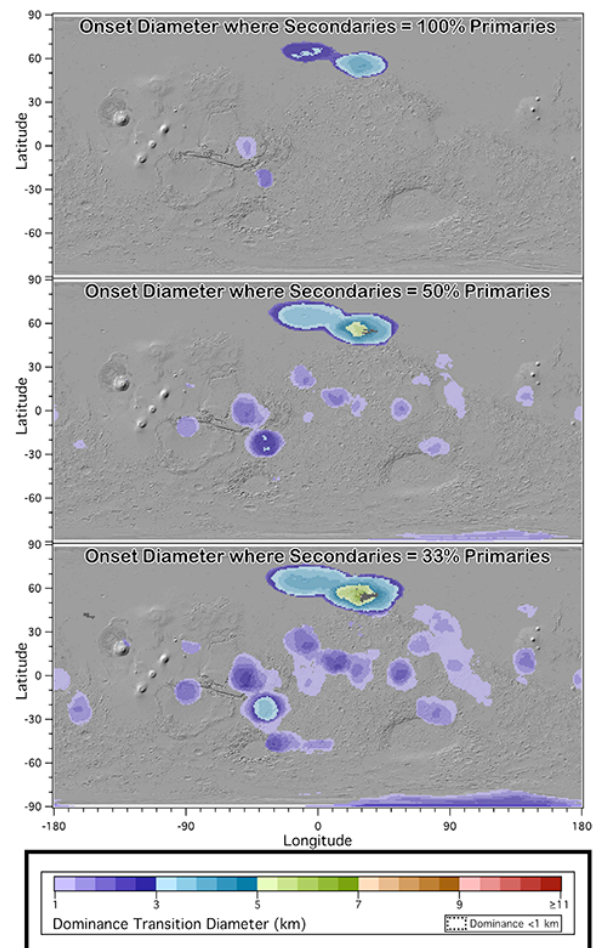 Onset Diameter where Secondaries = 100% Primaries
90
60
30
0
-30
-60
Latitude
Onset Diameter where Secondaries = 50% Primaries
90
60
30
0
-30
-60
Latitude
Onset Diameter where Secondaries = 33% Primaries
90
60
30
0
-30
-60
-90
Latitude
-180 -90 0 90 180
Longitude
1 3 5 7 9 ≥11
Dominance Transition Diameter (km)
Dominance <1 km